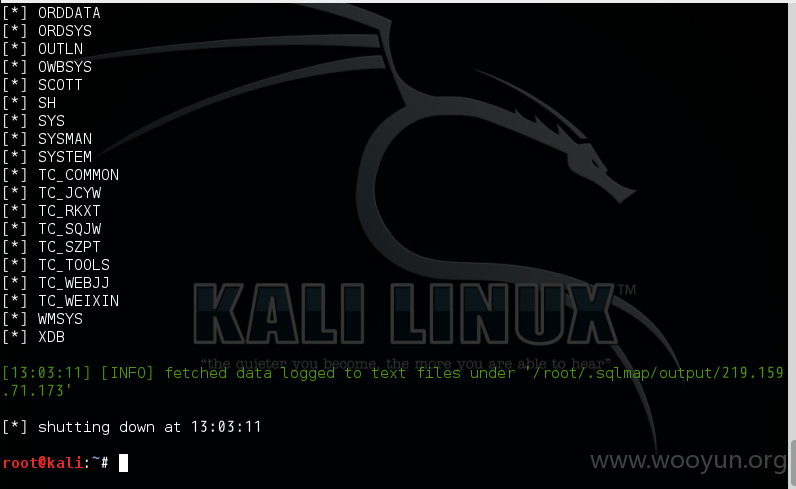 [*] ORDDATA
[*] ORDSYS
[*] OUTLN
[*] OWBSYS
[*] SCOTT
[*] SH
[*] SYS
[*] SYSMAN
[*] SYSTEM
[*] TC_COMMON
[*] TC_JCYW
[*] TC_RKXT
[*] TC_SQJW
[*] TC_SZPT
[*] TC_TOOLS
[*] TC_WEBJJ
[*] TC_WEIXIN
[*] WMSYS
[*] XDB
KALI LINUX™
“the quieter you become, the more you are able to hear”
[13:03:11] [INFO] fetched data logged to text files under '/root/.sqlmap/output/219.159
.71.173'
[*] shutting down at 13:03:11
root@kali:~#
www.wooyun.org